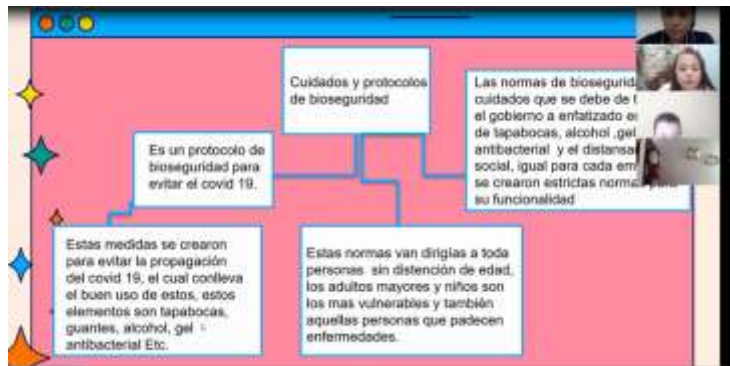 Cuidados y protocolos
de bioseguridad
Es un protocolo de
bioseguridad para
evitar el covid 19.
Las normas de
cuidados que se debe de
el gobierno a enfatizado
de tapabocas, alcohol ,gel
antibacterial y el
social, igual para cada
se crearon estrictas
su funcionalidad
Estas medidas se crearon
para evitar la propagación
del covid 19, el cual conlleva
el buen uso de estos, estos
elementos son tapabocas,
guantes, alcohol, gel
antibacterial Etc.
Estas normas van dirigías a toda
personas sin distención de edad,
los adultos mayores y niños son
los mas vulnerables y también
aquellas personas que padecen
enfermedades.